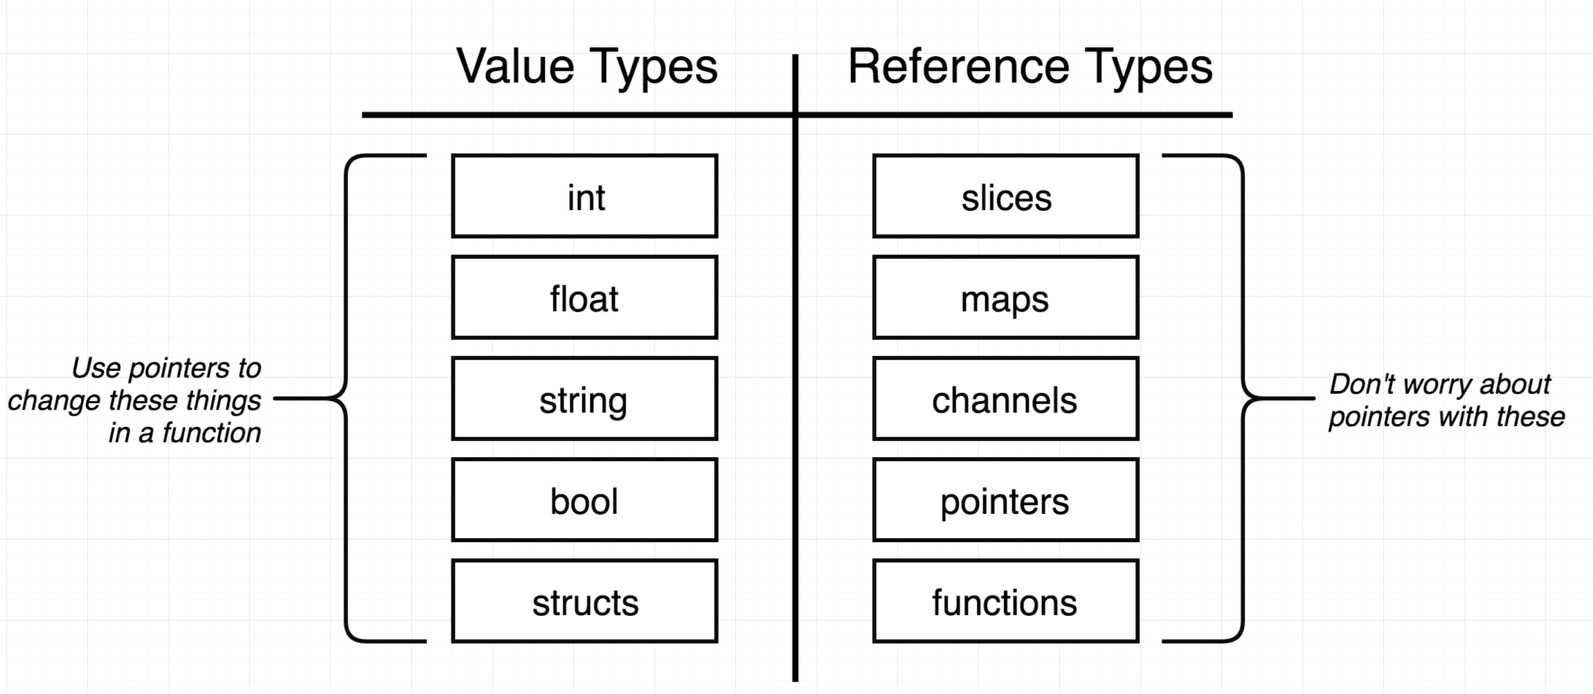 Value Types
Reference Types
int
float
string
bool
structs
slices
maps
channels
pointers
functions
Use pointers to
change these things
in a function
Don't worry about
pointers with these